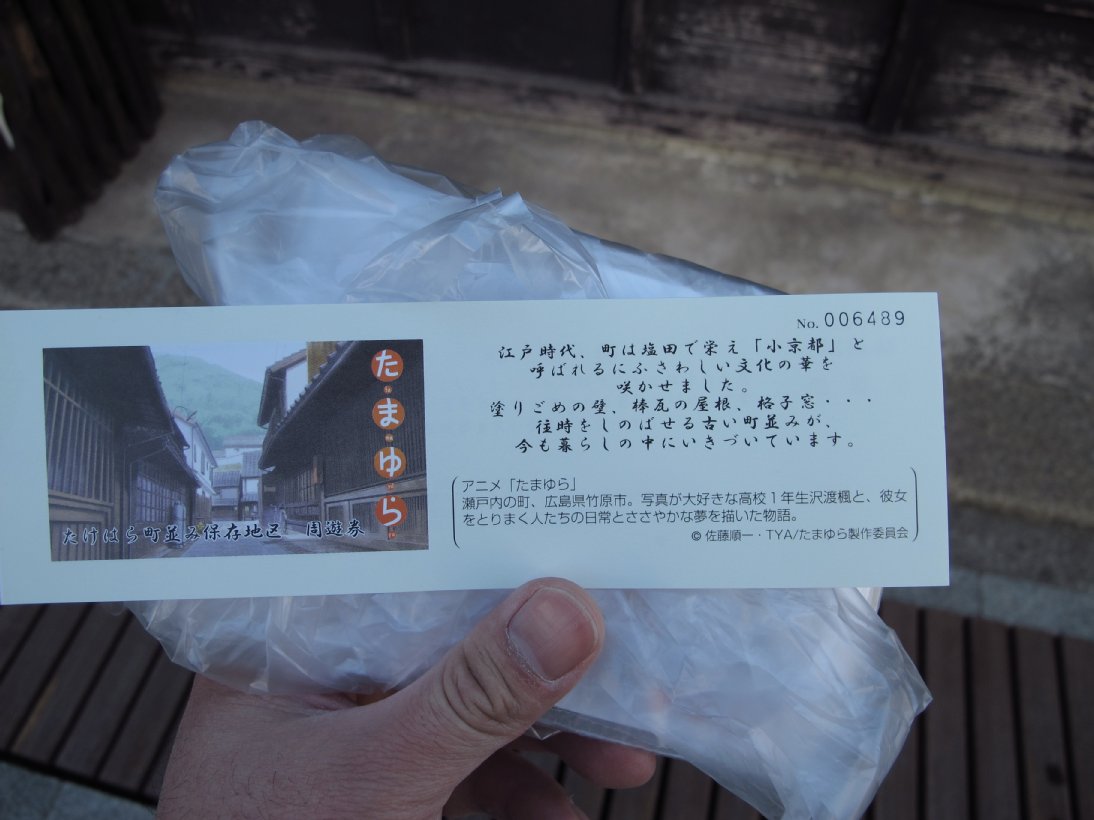 No. 006489
たまゆら
たけはら町並み保存地区 周遊券
江戸時代、町は塩田で栄え「小京都」と
呼ばれるにふさわしい文化の華を
咲かせました。
塗りごめの壁、棒瓦の屋根、格子窓・・・
往時をしのばせる古い町並みが、
今も暮らしの中にいきづいています。
アニメ「たまゆら」
瀬戸内の町、広島県竹原市。写真が大好きな高校1年生沢渡楓と、彼女
をとりまく人たちの日常とささやかな夢を描いた物語。
© 佐藤順一・TYA/たまゆら製作委員会